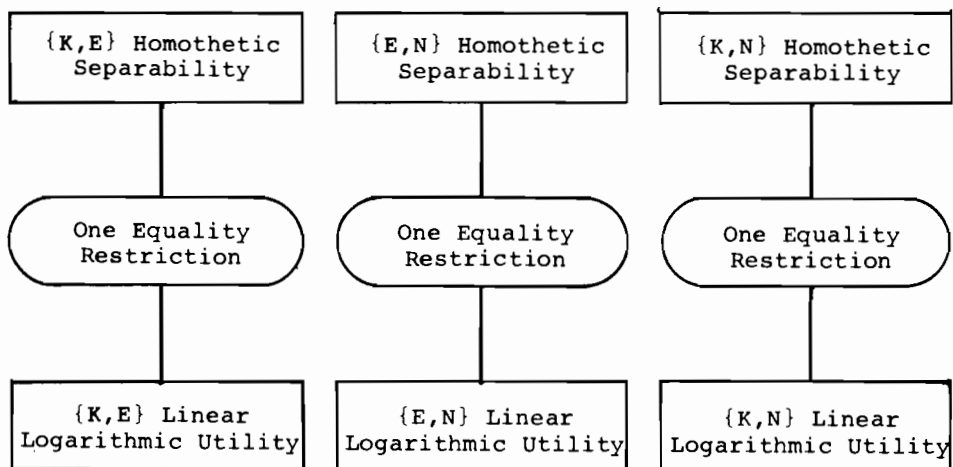 {K,E} Homothetic
Separability
{E,N} Homothetic
Separability
{K,N} Homothetic
Separability
One Equality
Restriction
One Equality
Restriction
One Equality
Restriction
{K,E} Linear
Logarithmic Utility
{E,N} Linear
Logarithmic Utility
{K,N} Linear
Logarithmic Utility